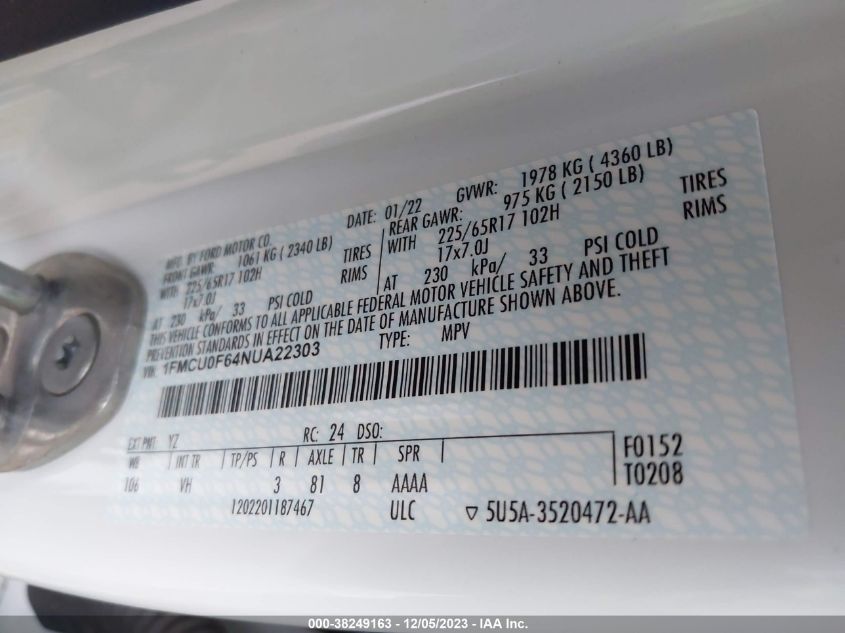 MFG. BY FORD MOTOR CO.
DATE: 01/22 GVWR: 1978 KG ( 4360 LB)
FRONT GAWR: 1061 KG ( 2340 LB) REAR GAWR: 975 KG ( 2150 LB)
WITH 225/65R17 102H TIRES WITH 225/65R17 102H TIRES
17x7.0J RIMS 17x7.0J RIMS
AT 230 kPa/ 33 PSI COLD AT 230 kPa/ 33 PSI COLD
THIS VEHICLE CONFORMS TO ALL APPLICABLE FEDERAL MOTOR VEHICLE SAFETY AND THEFT
PREVENTION STANDARDS IN EFFECT ON THE DATE OF MANUFACTURE SHOWN ABOVE.
VIN: 1FMCU0F64NUA22303 TYPE: MPV
EXT PNT: YZ RC: 24 DSO: F0152
WB INT TR TP/PS R AXLE TR SPR T0208
106 VH 3 81 8 AAAA
1202201187467 ULC ▽ 5U5A-3520472-AA
000-38249163 - 12/05/2023 - IAA Inc.